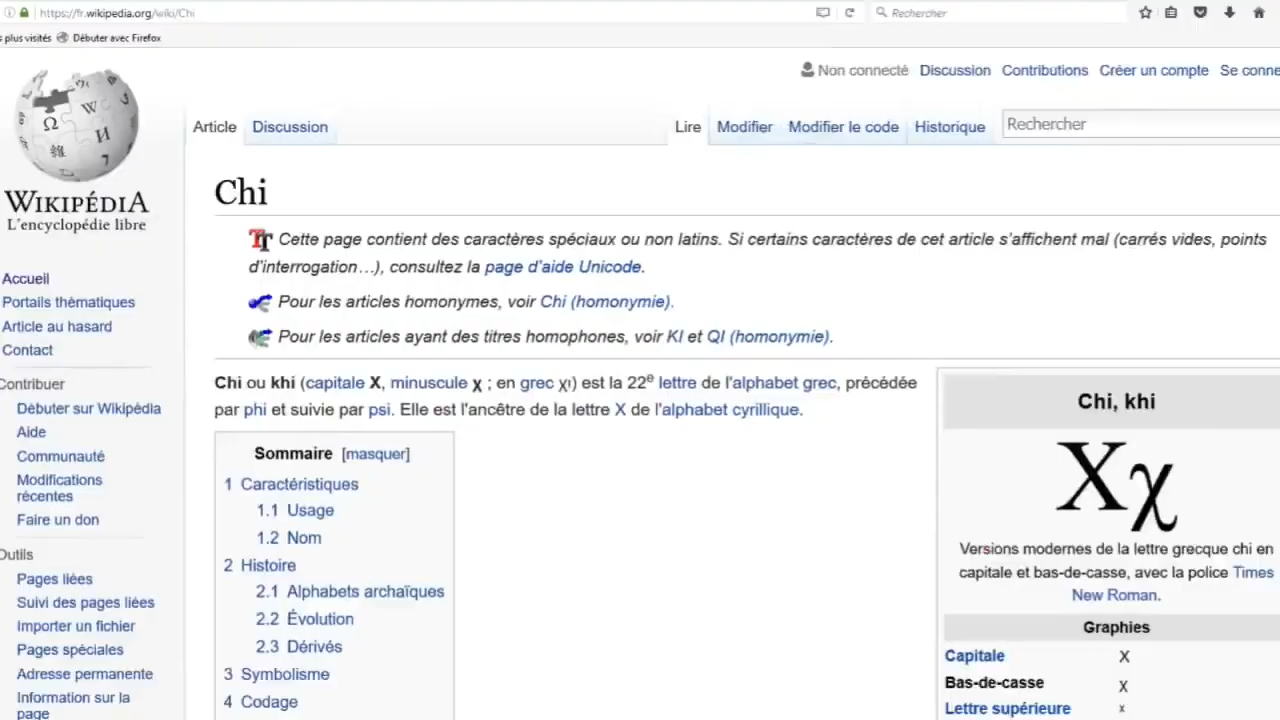 https://fr.wikipedia.org/wiki/Chi
Rechercher
plus visités Débuter avec Firefox
Non connecté Discussion Contributions Créer un compte Se conne
Article Discussion Lire Modifier Modifier le code Historique Rechercher
WIKIPÉDIA
L'encyclopédie libre
Accueil
Portails thématiques
Article au hasard
Contact
Contribuer
Débuter sur Wikipédia
Aide
Communauté
Modifications
récentes
Faire un don
Outils
Pages liées
Suivi des pages liées
Importer un fichier
Pages spéciales
Adresse permanente
Information sur la
page
Chi
Cette page contient des caractères spéciaux ou non latins. Si certains caractères de cet article s'affichent mal (carrés vides, points
d'interrogation…), consultez la page d'aide Unicode.
Pour les articles homonymes, voir Chi (homonymie).
Pour les articles ayant des titres homophones, voir KI et QI (homonymie).
Chi ou khi (capitale Χ, minuscule χ ; en grec χι) est la 22e lettre de l'alphabet grec, précédée
par phi et suivie par psi. Elle est l'ancêtre de la lettre Х de l'alphabet cyrillique.
Sommaire [masquer]
1 Caractéristiques
1.1 Usage
1.2 Nom
2 Histoire
2.1 Alphabets archaïques
2.2 Évolution
2.3 Dérivés
3 Symbolisme
4 Codage
Chi, khi
Χχ
Versions modernes de la lettre grecque chi en
capitale et bas-de-casse, avec la police Times
New Roman.
Graphies
Capitale Χ
Bas-de-casse χ
Lettre supérieure ᵡ